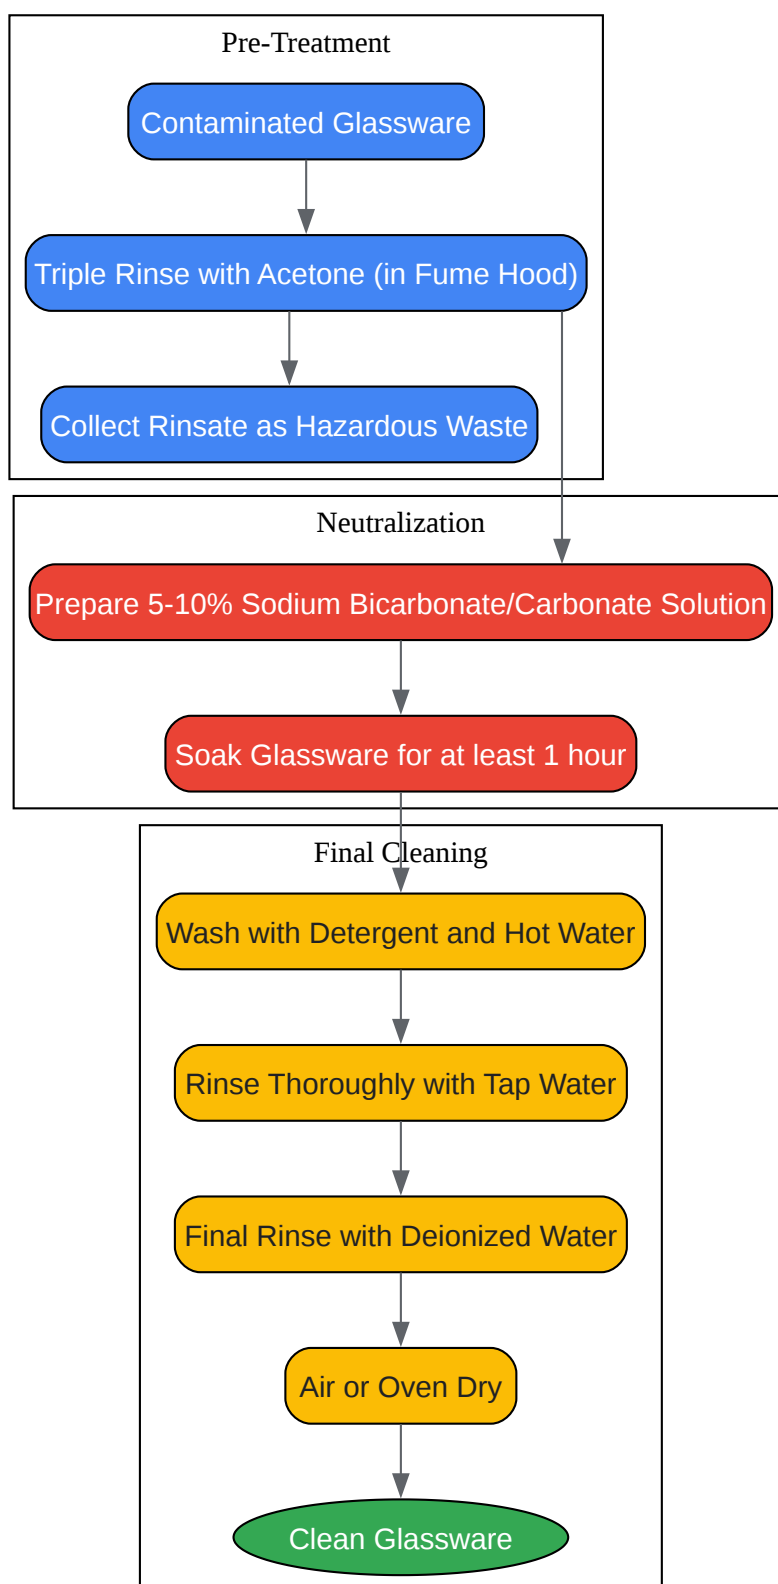 Pre-Treatment
Contaminated Glassware
Triple Rinse with Acetone (in Fume Hood)
Collect Rinsate as Hazardous Waste
Neutralization
Prepare 5-10% Sodium Bicarbonate/Carbonate Solution
Soak Glassware for at least 1 hour
Final Cleaning
Wash with Detergent and Hot Water
Rinse Thoroughly with Tap Water
Final Rinse with Deionized Water
Air or Oven Dry
Clean Glassware